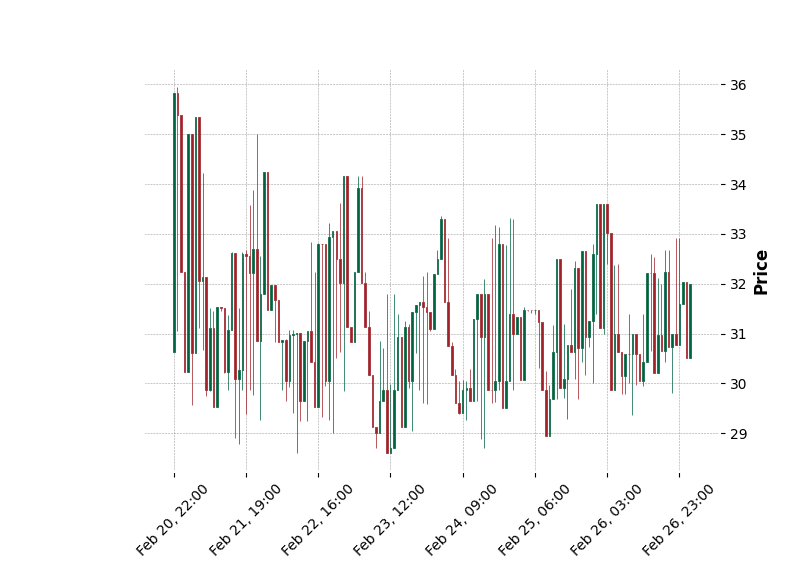 36
35
34
33
32
31
30
29
Price
Feb 20, 22:00
Feb 21, 19:00
Feb 22, 16:00
Feb 23, 12:00
Feb 24, 09:00
Feb 25, 06:00
Feb 26, 03:00
Feb 26, 23:00